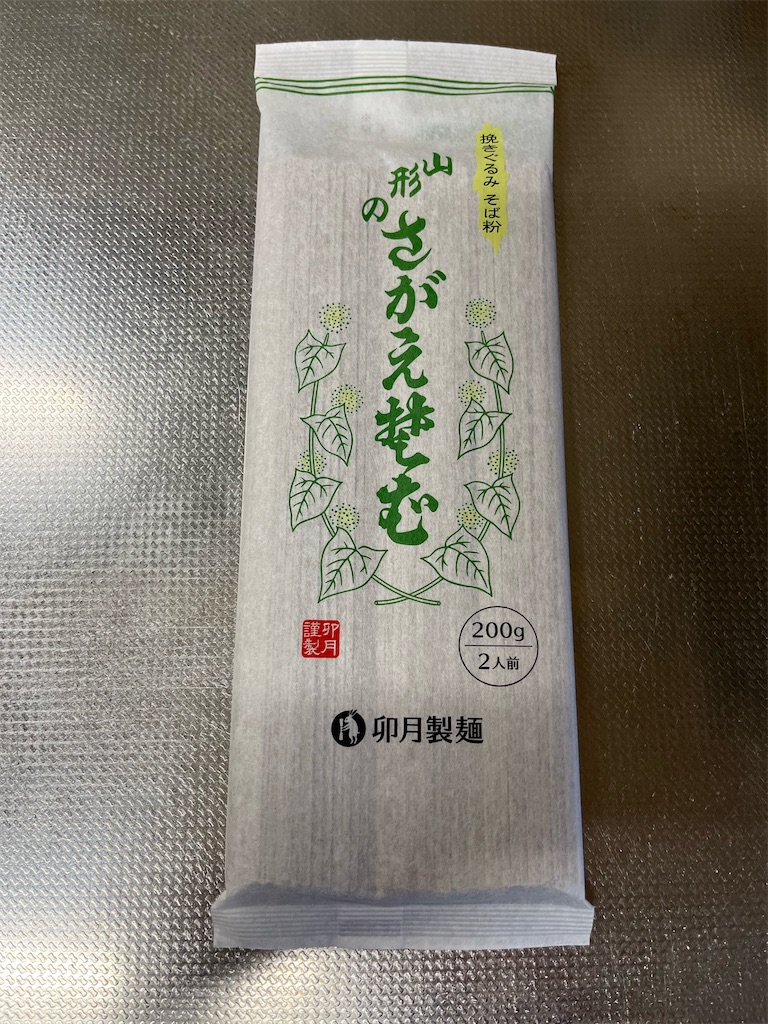 挽きぐるみ そば粉
山形の
さがえそば
卯月
謹製
200g
2人前
卯月製麺